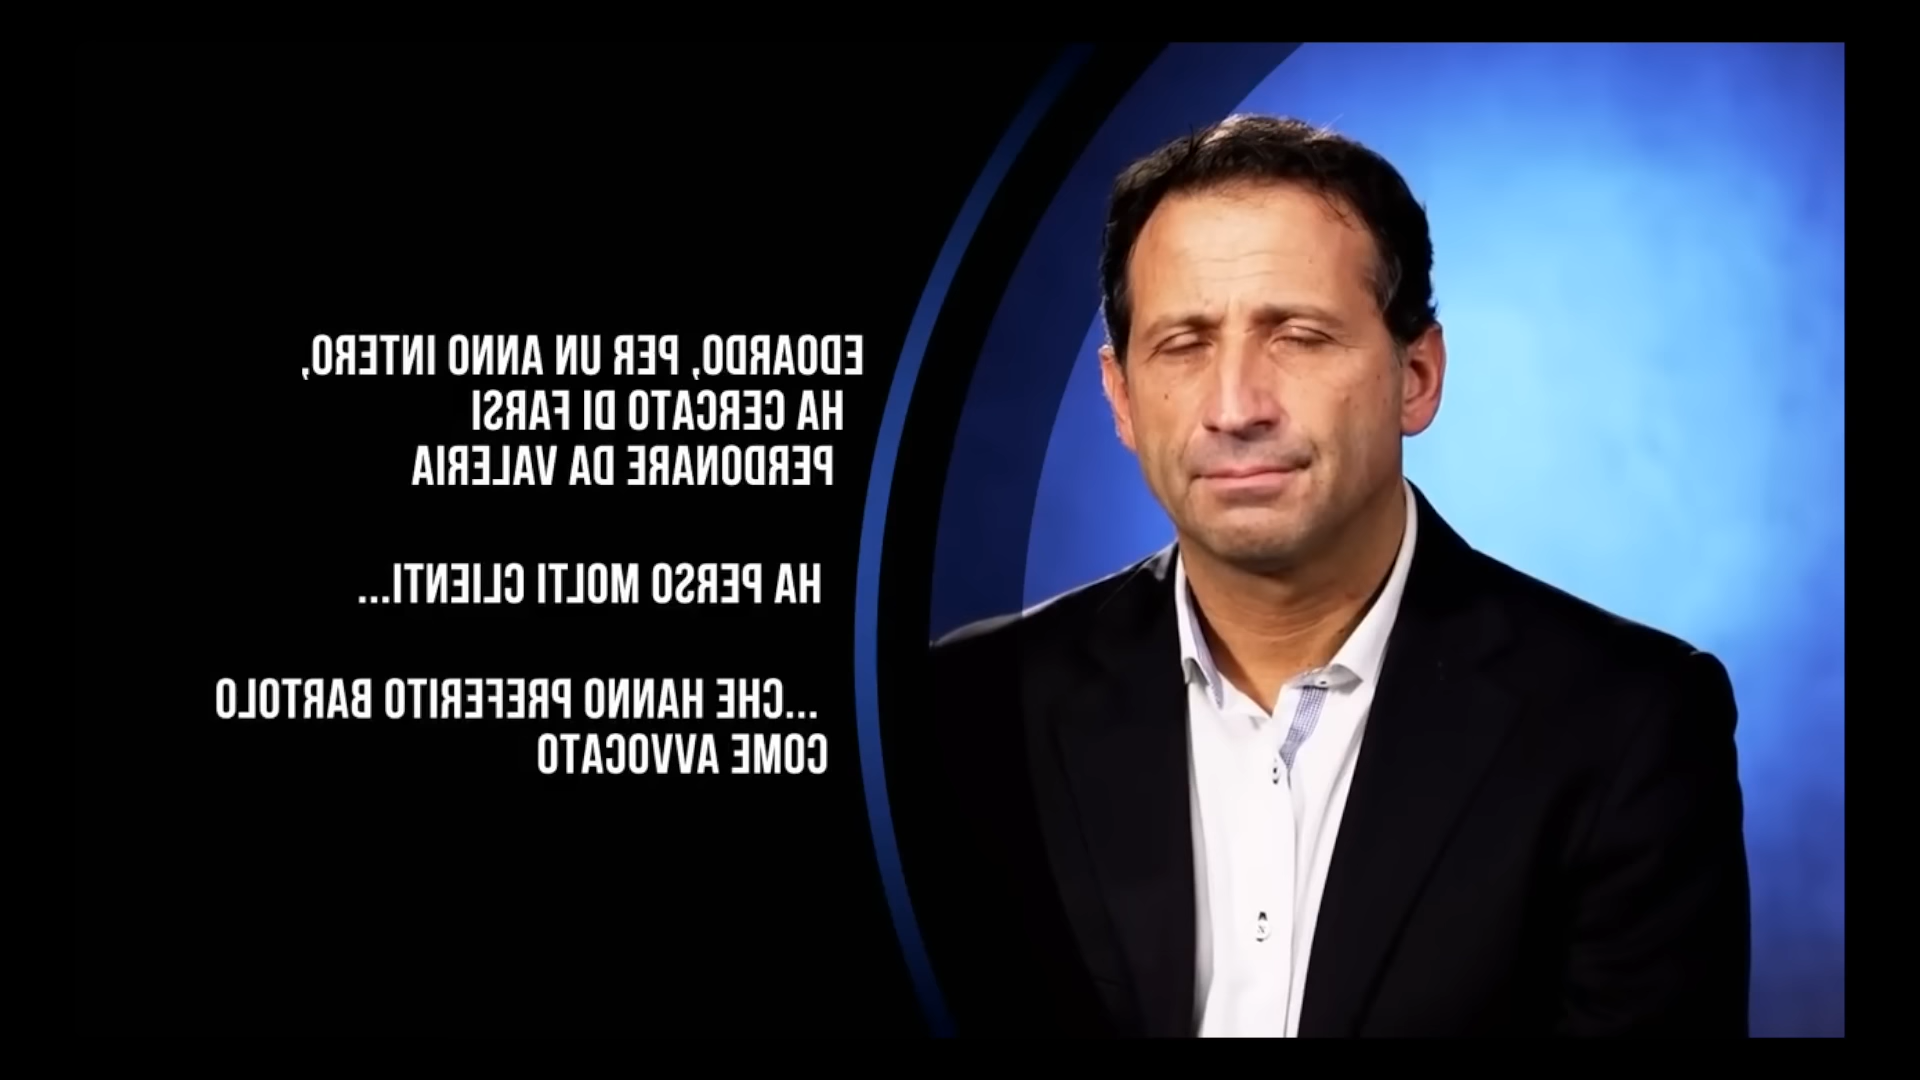 EDOARDO, PER UN ANNO INTERO,
HA CERCATO DI FARSI
PERDONARE DA VALERIA
HA PERSO MOLTI CLIENTI...
...CHE HANNO PREFERITO BARTOLO
COME AVVOCATO